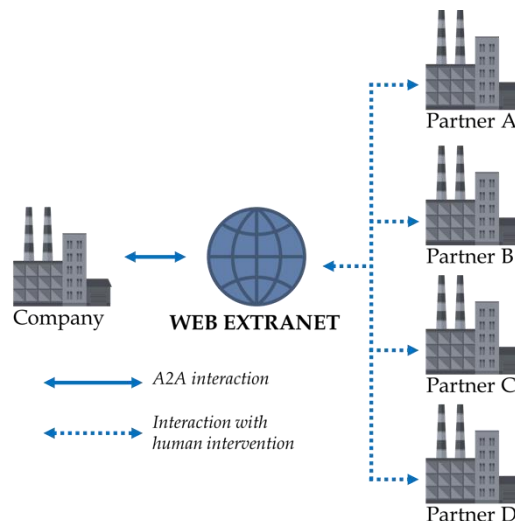 Partner A
Partner B
Company
WEB EXTRANET
Partner C
A2A interaction
Interaction with
human intervention
Partner D